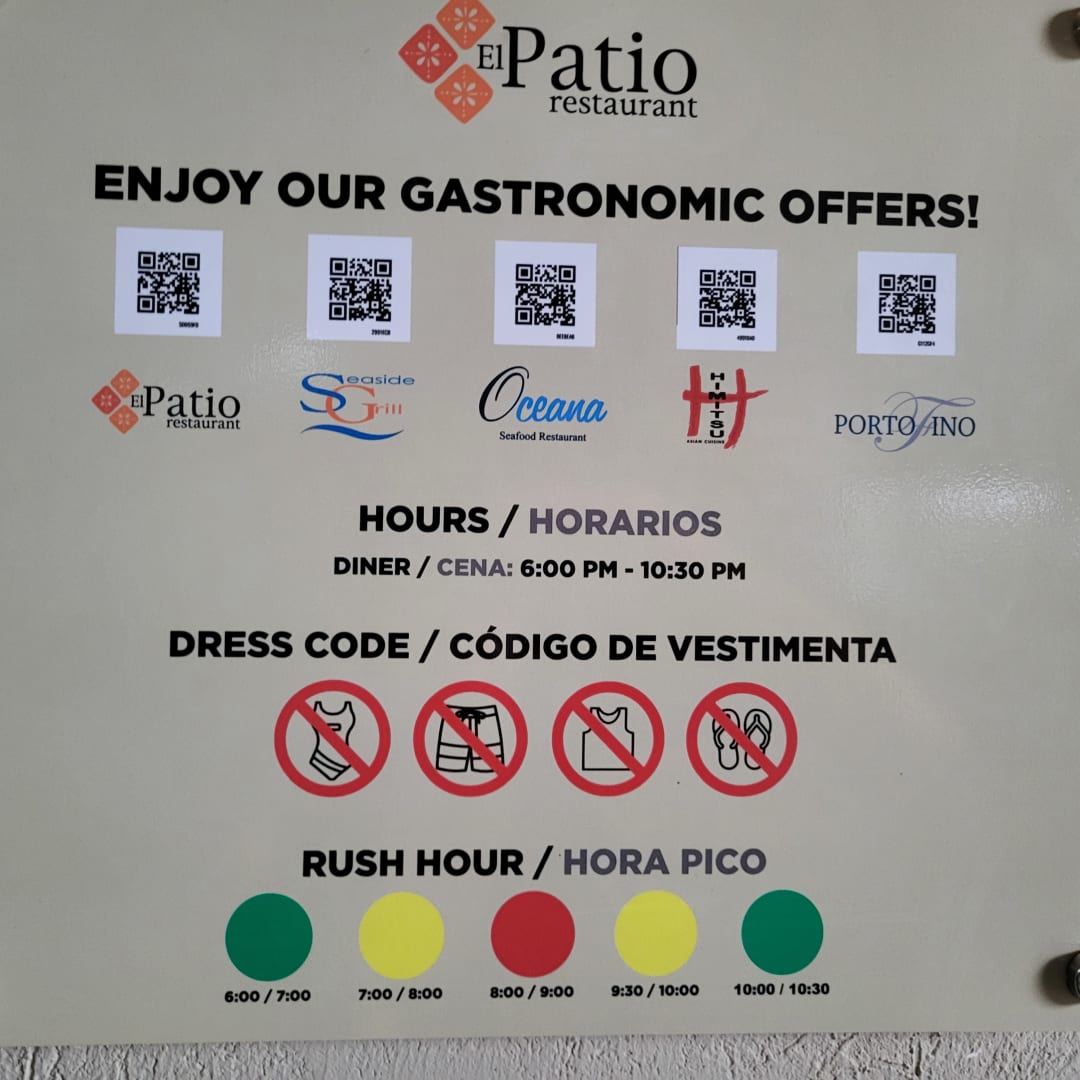 El Patio
restaurant
ENJOY OUR GASTRONOMIC OFFERS!
El Patio
restaurant
Seaside
Grill
Oceana
Seafood Restaurant
HIMITSU
ASIAN CUISINE
PORTOFINO
HOURS / HORARIOS
DINER / CENA: 6:00 PM - 10:30 PM
DRESS CODE / CÓDIGO DE VESTIMENTA
RUSH HOUR / HORA PICO
6:00 / 7:00
7:00 / 8:00
8:00 / 9:00
9:30 / 10:00
10:00 / 10:30